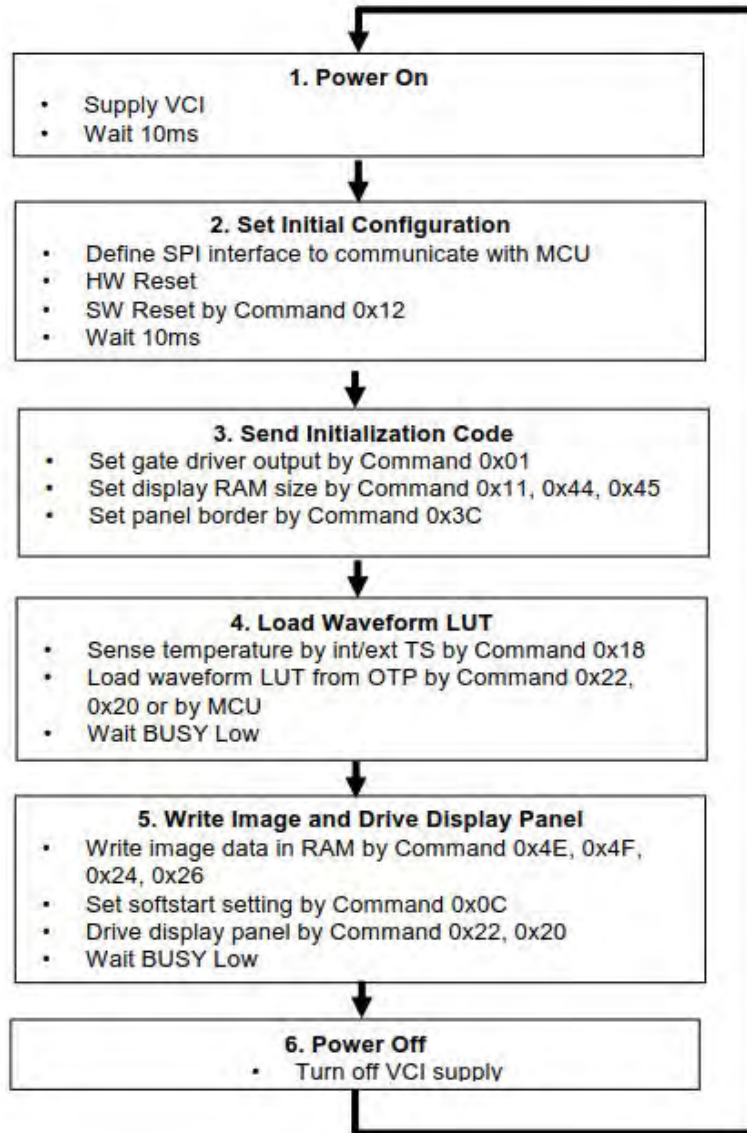 1. Power On
• Supply VCI
• Wait 10ms
2. Set Initial Configuration
• Define SPI interface to communicate with MCU
• HW Reset
• SW Reset by Command 0x12
• Wait 10ms
3. Send Initialization Code
• Set gate driver output by Command 0x01
• Set display RAM size by Command 0x11, 0x44, 0x45
• Set panel border by Command 0x3C
4. Load Waveform LUT
• Sense temperature by int/ext TS by Command 0x18
• Load waveform LUT from OTP by Command 0x22,
0x20 or by MCU
• Wait BUSY Low
5. Write Image and Drive Display Panel
• Write image data in RAM by Command 0x4E, 0x4F,
0x24, 0x26
• Set softstart setting by Command 0x0C
• Drive display panel by Command 0x22, 0x20
• Wait BUSY Low
6. Power Off
• Turn off VCI supply